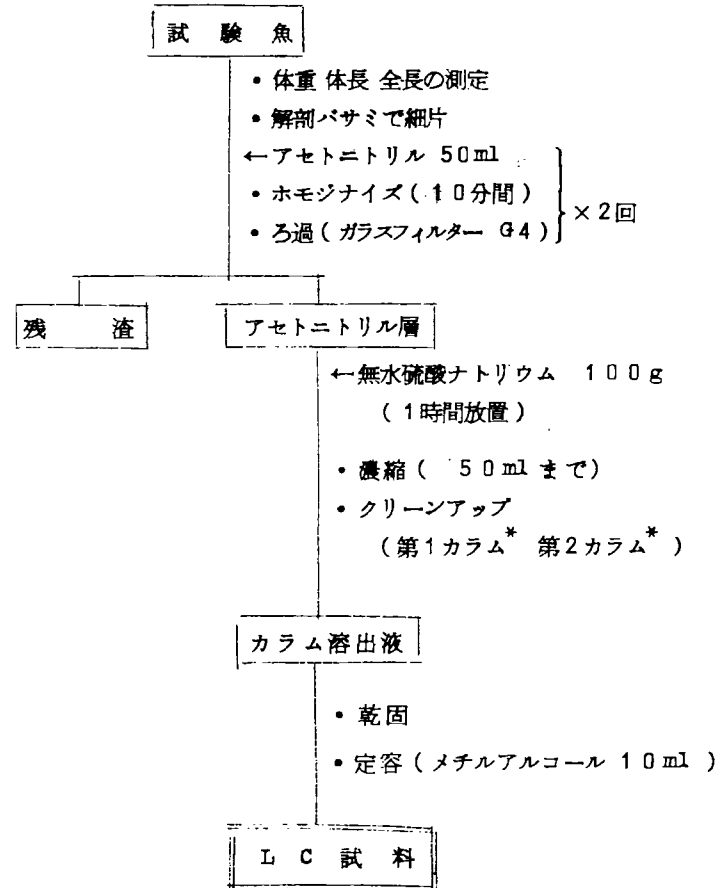 試験魚
・体重 体長 全長の測定
・解剖バサミで細片
←アセトニトリル 50ml
・ホモジナイズ(10分間)
・ろ過(ガラスフィルター G4)
×2回
残渣
アセトニトリル層
←無水硫酸ナトリウム 100g
(1時間放置)
・濃縮( 50mlまで)
・クリーンアップ
(第1カラム* 第2カラム*)
カラム溶出液
・乾固
・定容(メチルアルコール 10ml)
LC試料